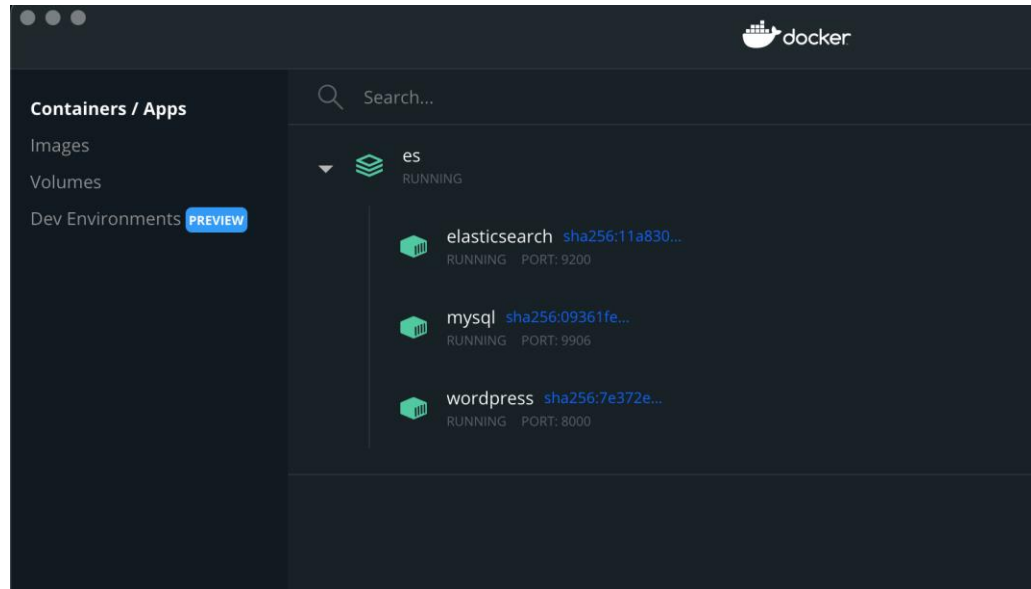 docker
Containers / Apps
Images
Volumes
Dev Environments PREVIEW
Search...
es
RUNNING
elasticsearch sha256:11a830...
RUNNING PORT: 9200
mysql sha256:09361fe...
RUNNING PORT: 9906
wordpress sha256:7e372e...
RUNNING PORT: 8000